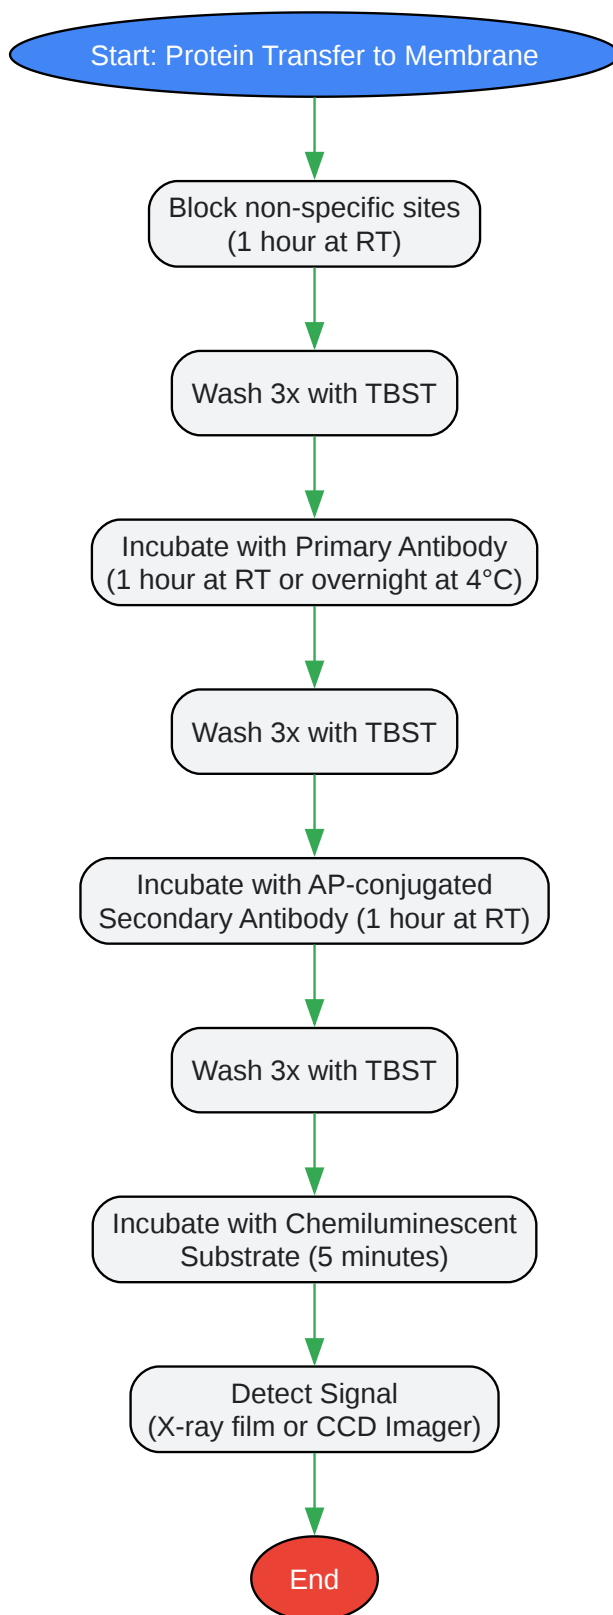 Start: Protein Transfer to Membrane
Block non-specific sites
(1 hour at RT)
Wash 3x with TBST
Incubate with Primary Antibody
(1 hour at RT or overnight at 4°C)
Wash 3x with TBST
Incubate with AP-conjugated
Secondary Antibody (1 hour at RT)
Wash 3x with TBST
Incubate with Chemiluminescent
Substrate (5 minutes)
Detect Signal
(X-ray film or CCD Imager)
End